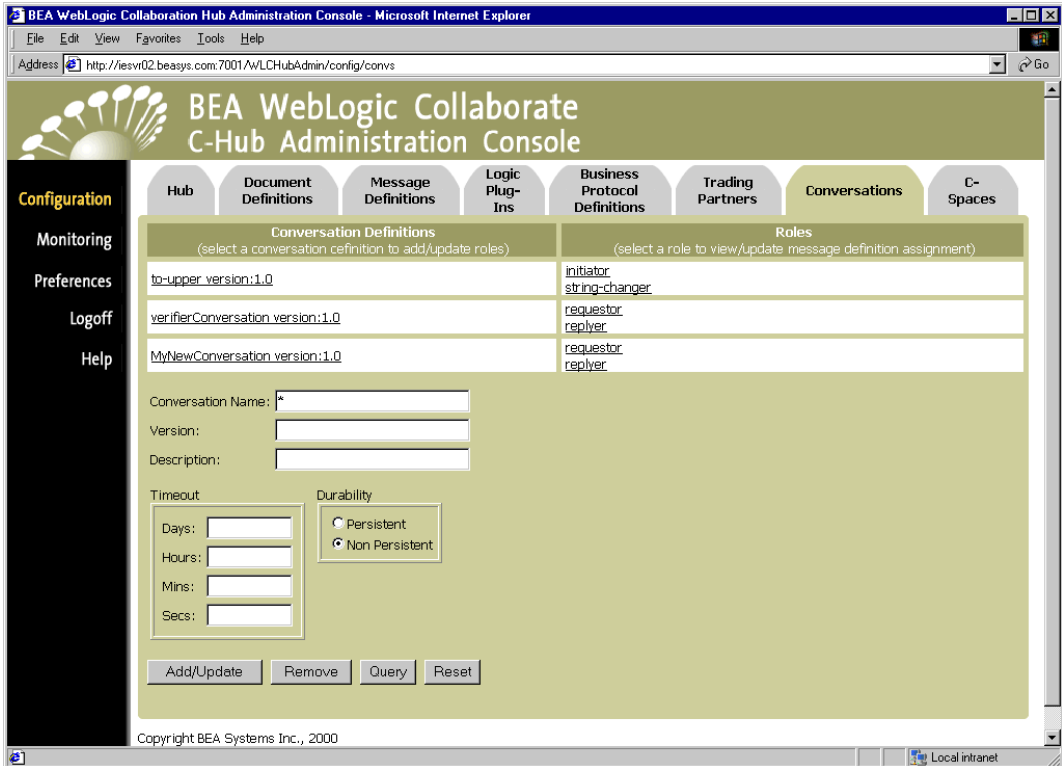 BEA WebLogic Collaboration Hub Administration Console - Microsoft Internet Explorer
File Edit View Favorites Tools Help
Address http://iesvr02.beasys.com:7001/WLCHubAdmin/config/convs Go
BEA WebLogic Collaborate
C-Hub Administration Console
Configuration
Monitoring
Preferences
Logoff
Help
Hub
Document
Definitions
Message
Definitions
Logic
Plug-
Ins
Business
Protocol
Definitions
Trading
Partners
Conversations
C-
Spaces
Conversation Definitions
(select a conversation cefinition to add/update roles)
Roles
(select a role to view/update message definition assignment)
to-upper version:1.0
initiator
string-changer
verifierConversation version:1.0
requestor
replyer
MyNewConversation version:1.0
requestor
replyer
Conversation Name: *
Version:
Description:
Timeout
Days:
Hours:
Mins:
Secs:
Durability
Persistent
Non Persistent
Add/Update Remove Query Reset
Copyright BEA Systems Inc., 2000
Local intranet